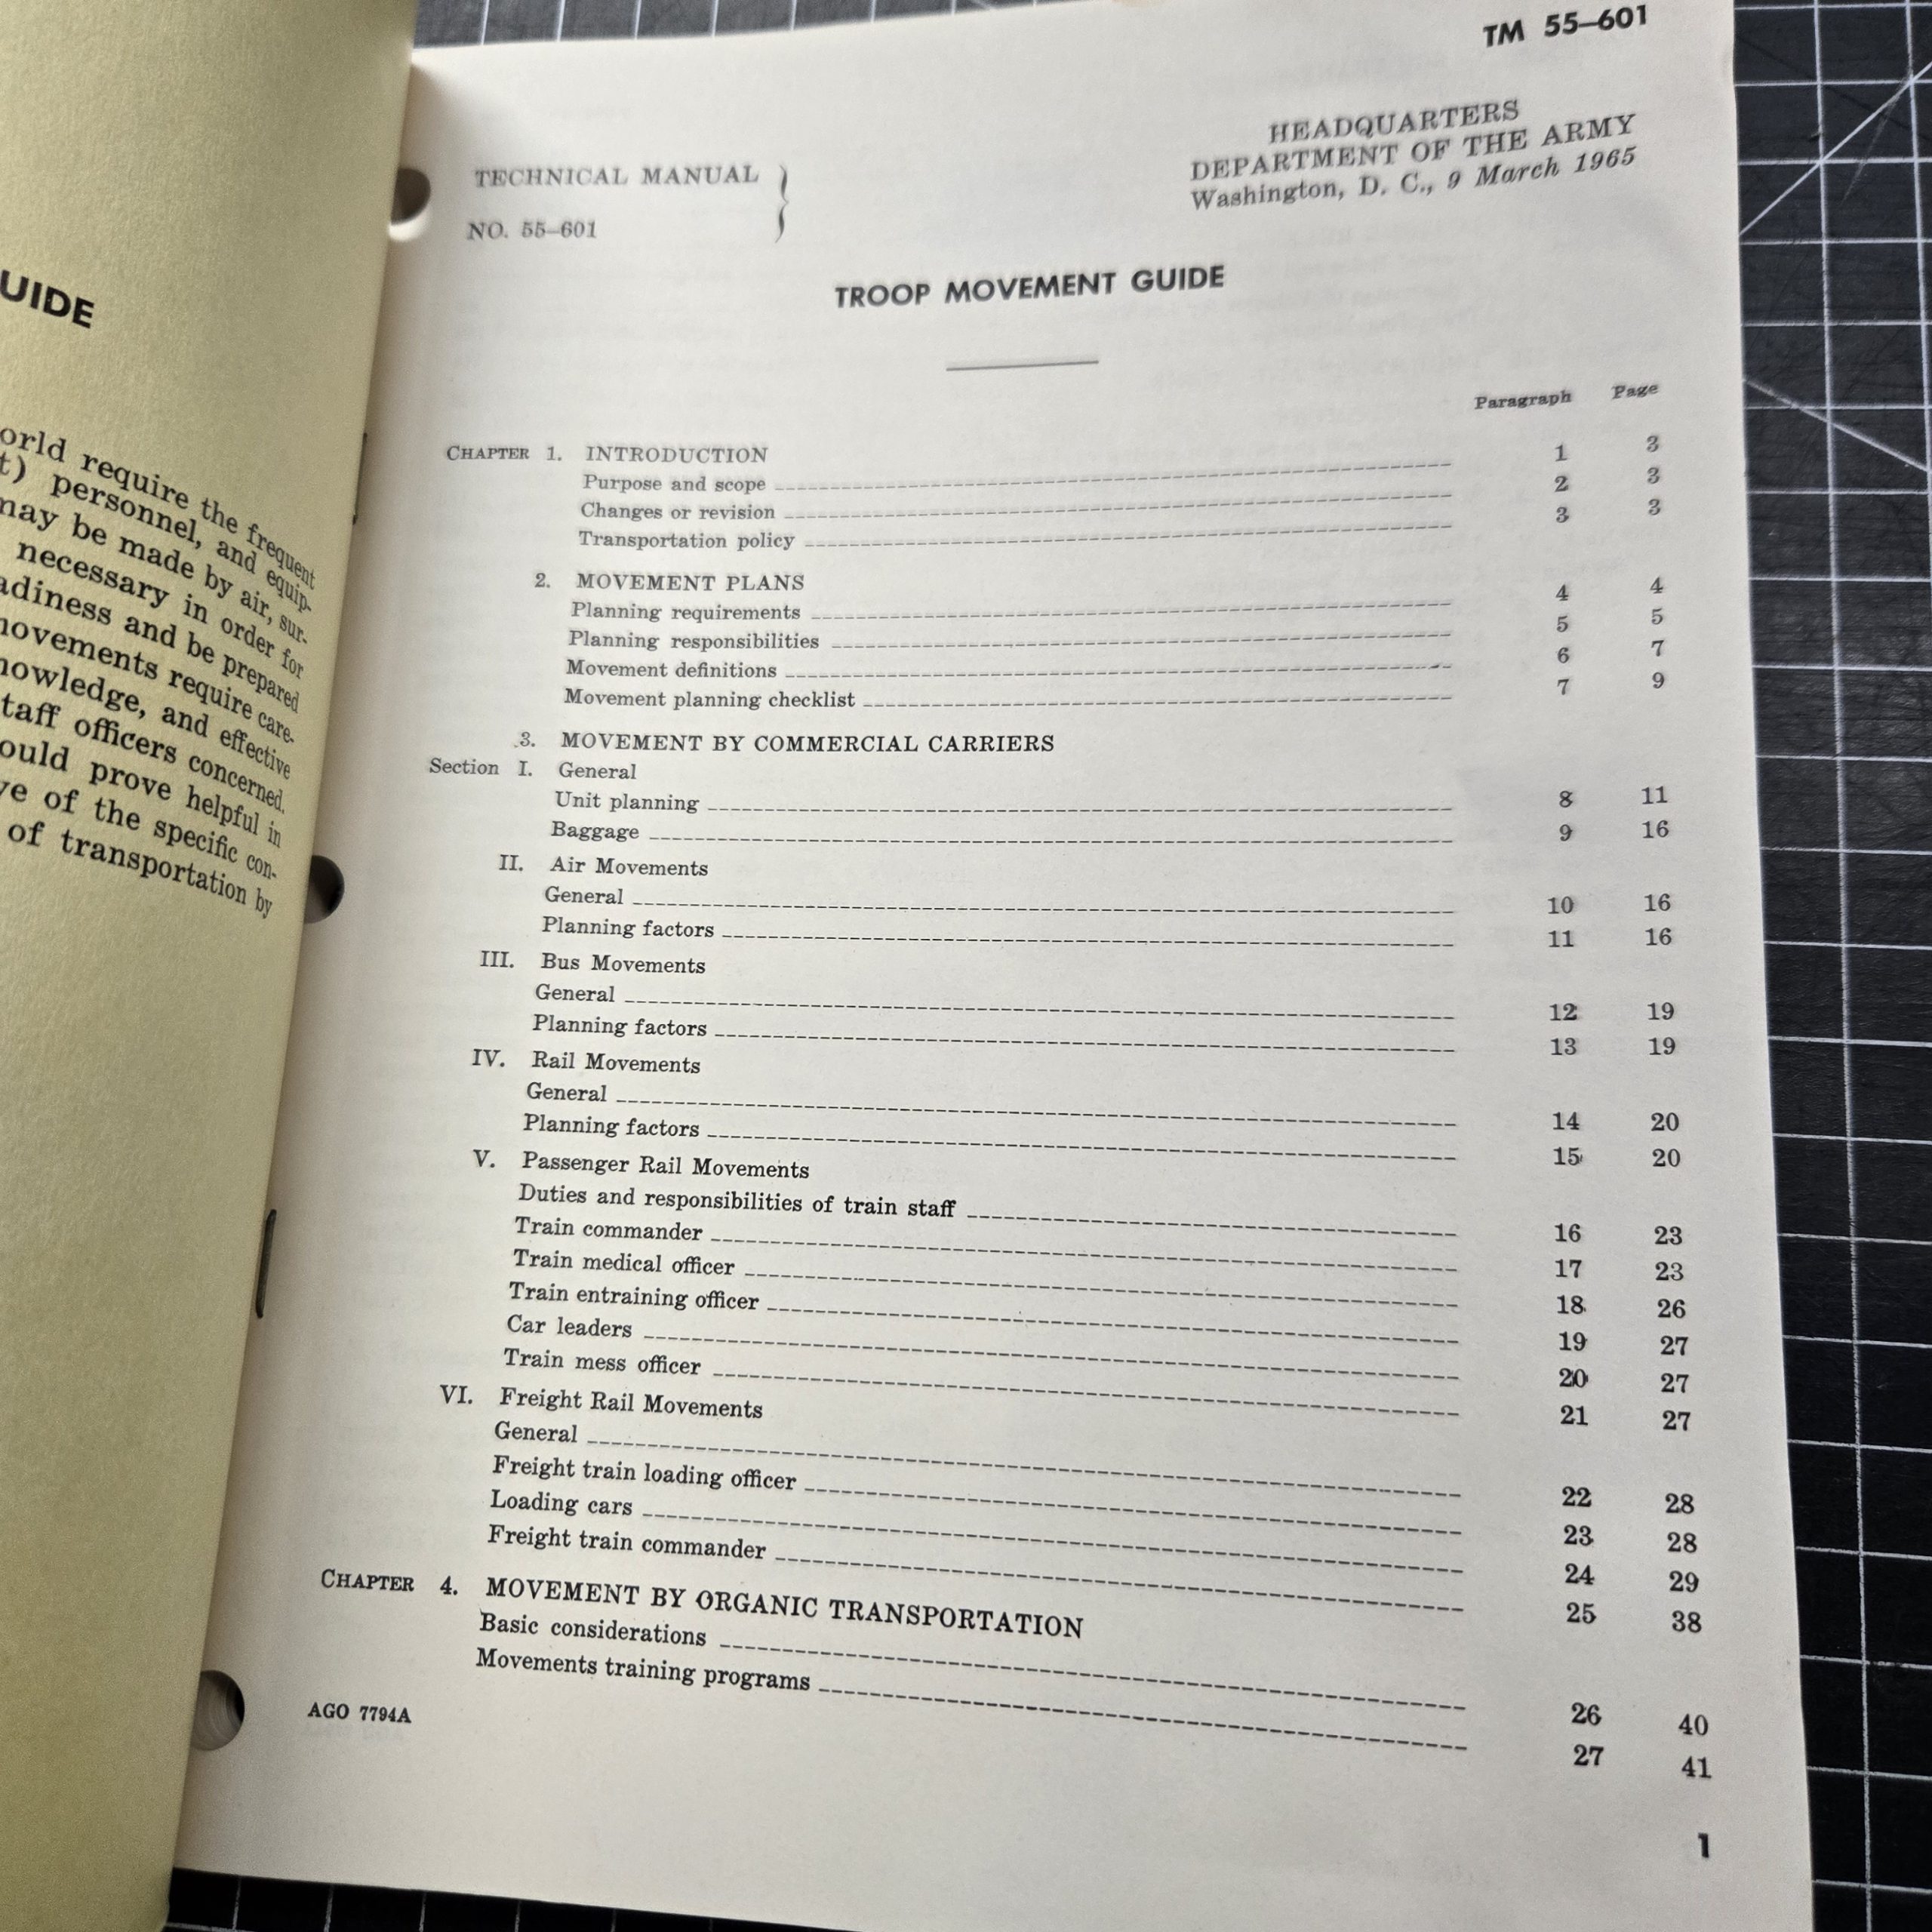 UIDE
orld require the frequent
t) personnel, and equip-
may be made by air, sur-
necessary in order for
adiness and be prepared
movements require care-
nowledge, and effective
taff officers concerned.
ould prove helpful in
ve of the specific con-
of transportation by
TM 55–601
TECHNICAL MANUAL
NO. 55–601
HEADQUARTERS
DEPARTMENT OF THE ARMY
Washington, D. C., 9 March 1965
TROOP MOVEMENT GUIDE
Paragraph Page
CHAPTER 1. INTRODUCTION
Purpose and scope 1 3
Changes or revision 2 3
Transportation policy 3 3
2. MOVEMENT PLANS
Planning requirements 4 4
Planning responsibilities 5 5
Movement definitions 6 7
Movement planning checklist 7 9
3. MOVEMENT BY COMMERCIAL CARRIERS
Section I. General
Unit planning 8 11
Baggage 9 16
II. Air Movements
General 10 16
Planning factors 11 16
III. Bus Movements
General 12 19
Planning factors 13 19
IV. Rail Movements
General 14 20
Planning factors 15 20
V. Passenger Rail Movements
Duties and responsibilities of train staff 16 23
Train commander 17 23
Train medical officer 18 26
Train entraining officer 19 27
Car leaders 20 27
Train mess officer 21 27
VI. Freight Rail Movements
General 22 28
Freight train loading officer 23 28
Loading cars 24 29
Freight train commander 25 38
CHAPTER 4. MOVEMENT BY ORGANIC TRANSPORTATION
Basic considerations 26 40
Movements training programs 27 41
AGO 7794A
1